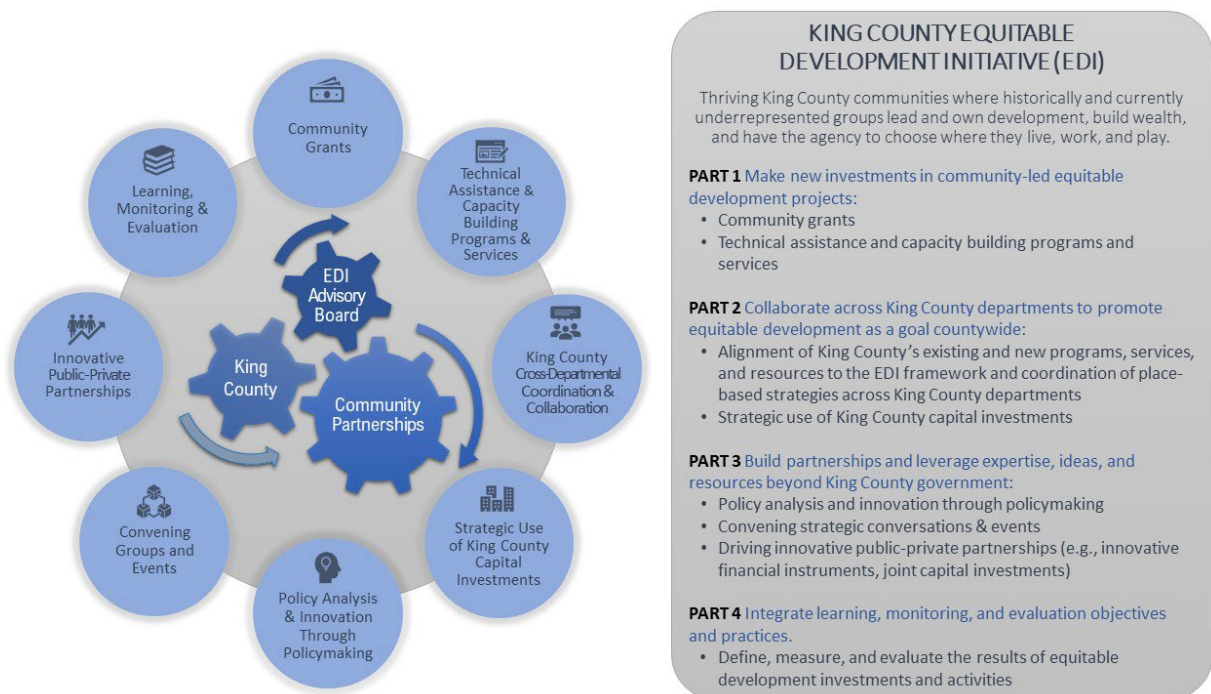 Community
Grants
Technical
Assistance &
Capacity
Building
Programs &
Services
King County
Cross-Departmental
Coordination &
Collaboration
Strategic Use
of King County
Capital
Investments
Policy Analysis
& Innovation
Through
Policymaking
Convening
Groups and
Events
Innovative
Public-Private
Partnerships
Learning,
Monitoring &
Evaluation
EDI
Advisory
Board
King
County
Community
Partnerships
KING COUNTY EQUITABLE
DEVELOPMENT INITIATIVE (EDI)
Thriving King County communities where historically and currently
underrepresented groups lead and own development, build wealth,
and have the agency to choose where they live, work, and play.
PART 1 Make new investments in community-led equitable
development projects:
• Community grants
• Technical assistance and capacity building programs and
services
PART 2 Collaborate across King County departments to promote
equitable development as a goal countywide:
• Alignment of King County's existing and new programs, services,
and resources to the EDI framework and coordination of place-
based strategies across King County departments
• Strategic use of King County capital investments
PART 3 Build partnerships and leverage expertise, ideas, and
resources beyond King County government:
• Policy analysis and innovation through policymaking
• Convening strategic conversations & events
• Driving innovative public-private partnerships (e.g., innovative
financial instruments, joint capital investments)
PART 4 Integrate learning, monitoring, and evaluation objectives
and practices.
• Define, measure, and evaluate the results of equitable
development investments and activities